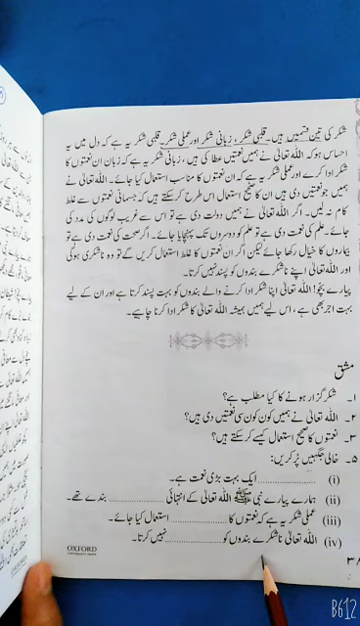 شکر کی تین قسمیں ہیں۔ قلبی شکر، زبانی شکر اور عملی شکر۔ قلبی شکر یہ ہے کہ دل میں یہ
احساس ہو کہ اللہ تعالیٰ نے ہمیں نعمتیں عطا کی ہیں، زبانی شکر یہ ہے کہ زبان ان نعمتوں کا
شکر ادا کرے اور عملی شکر یہ ہے کہ ان نعمتوں کا مناسب استعمال کیا جائے۔ اللہ تعالیٰ نے
ہمیں جو نعمتیں دی ہیں ان کا صحیح استعمال اس طرح کر سکتے ہیں کہ جسمانی نعمتوں سے غلط
کام نہ لیں۔ اگر اللہ تعالیٰ نے ہمیں دولت دی ہے تو اس سے غریب لوگوں کی مدد کی
جائے۔ علم کی نعمت دی ہے تو علم کو دوسروں تک پہنچایا جائے۔ اگر صحت کی نعمت دی ہے تو
بیماروں کا خیال رکھا جائے لیکن اگر ان نعمتوں کا غلط استعمال کریں گے تو وہ ناشکری ہوگی
اور اللہ تعالیٰ اپنے ناشکرے بندوں کو پسند نہیں کرتا۔
پیارے بچو! اللہ تعالیٰ اپنا شکر ادا کرنے والے بندوں کو بہت پسند کرتا ہے اور ان کے لیے
بہت اجر بھی ہے، اس لیے ہمیں ہمیشہ اللہ تعالیٰ کا شکر ادا کرنا چاہیے۔
مشق
۱۔ شکر گزار ہونے کا کیا مطلب ہے؟
۲۔ اللہ تعالیٰ نے ہمیں کون کون سی نعمتیں دی ہیں؟
۳۔ نعمتوں کا صحیح استعمال کیسے کر سکتے ہیں؟
۵۔ خالی جگہیں پُر کریں:
(i) .............. ایک بہت بڑی نعمت ہے۔
(ii) ہمارے پیارے نبی ﷺ اللہ تعالیٰ کے انتہائی .............. بندے تھے۔
(iii) عملی شکر یہ ہے کہ نعمتوں کا .............. استعمال کیا جائے۔
(iv) اللہ تعالیٰ ناشکرے بندوں کو .............. نہیں کرتا۔
OXFORD
UNIVERSITY PRESS
B612